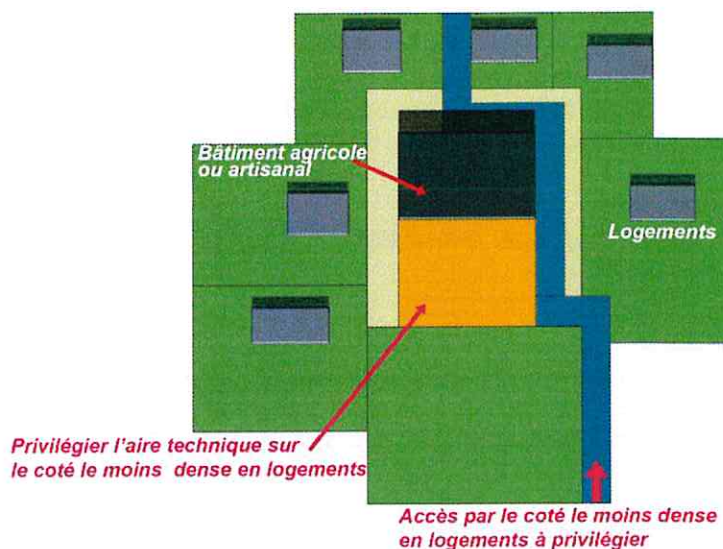 Bâtiment agricole
ou artisanal
Logements
Privilégier l'aire technique sur
le coté le moins dense en logements
Accès par le coté le moins dense
en logements à privilégier